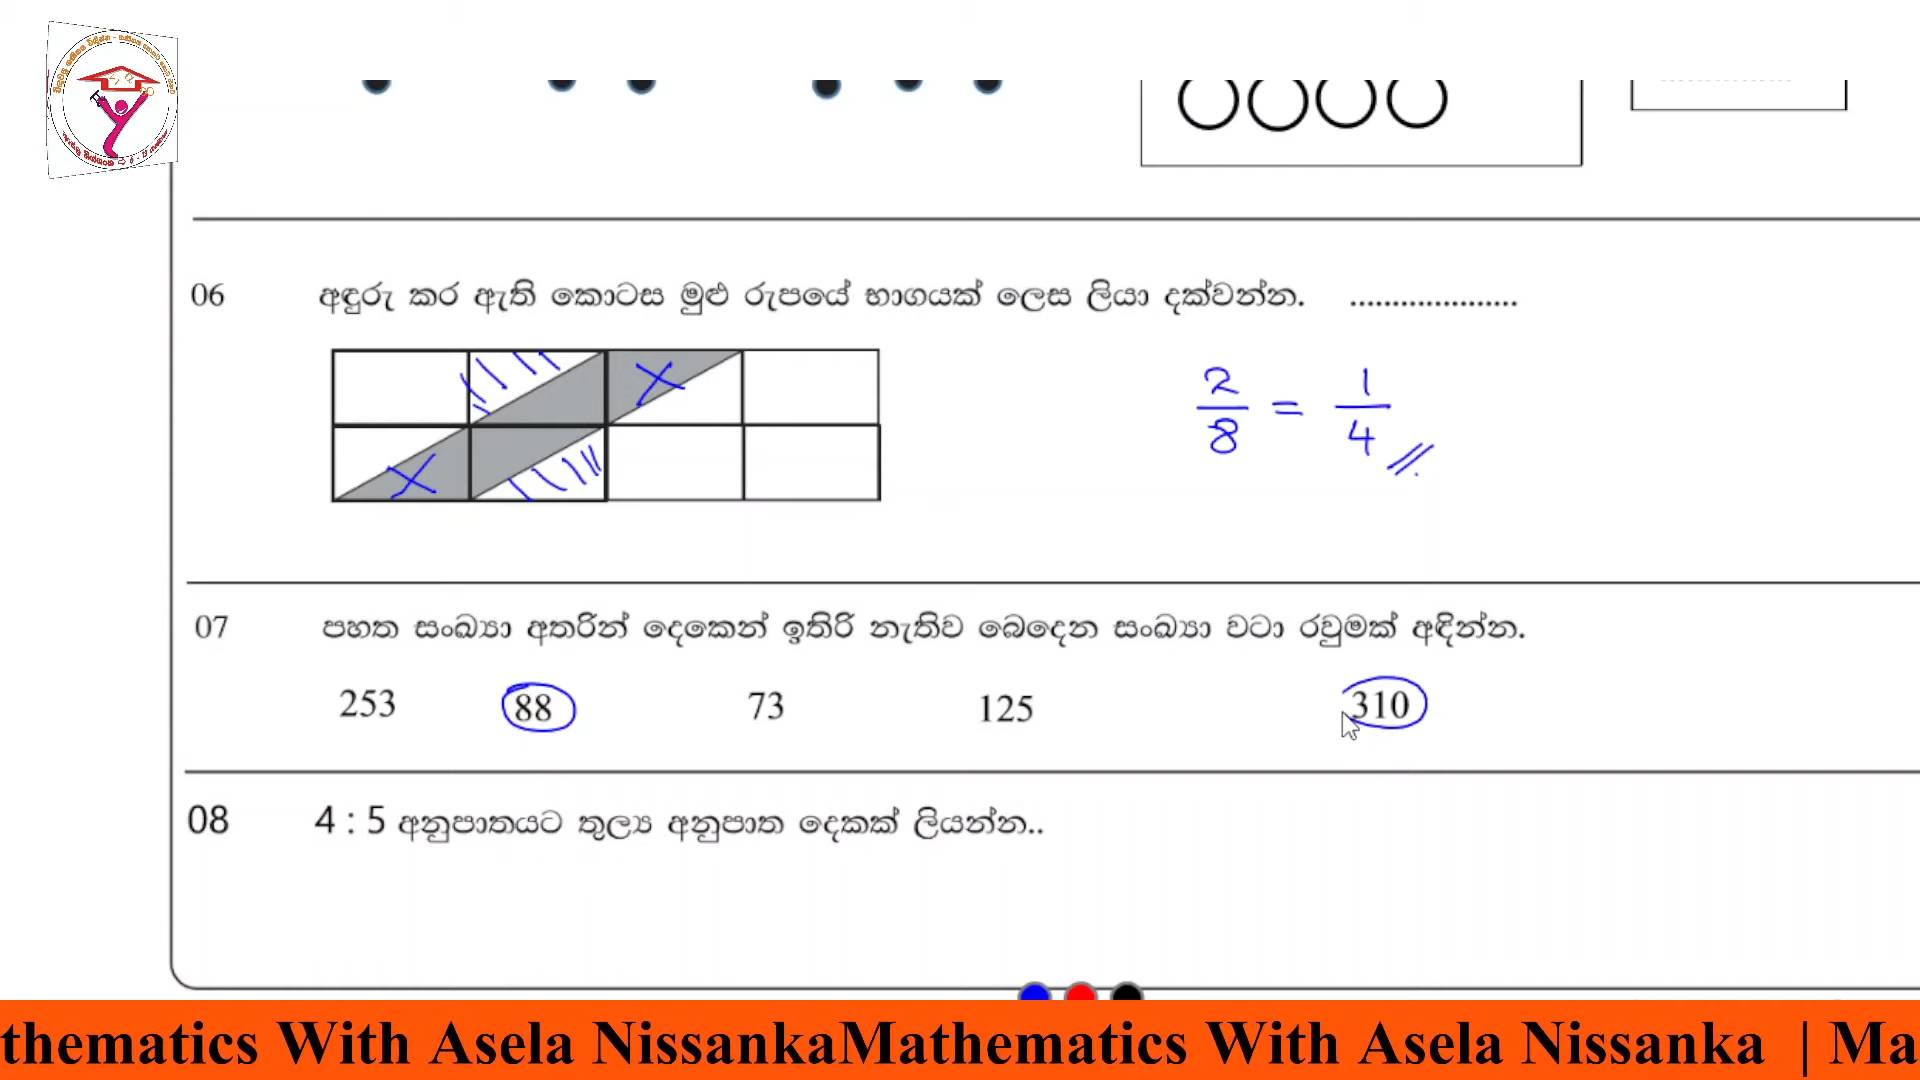 06 අඳුරු කර ඇති කොටස මුළු රුපයේ භාගයක් ලෙස ලියා දක්වන්න. ....................
2/8 = 1/4 //
07 පහත සංඛ්‍යා අතරින් දෙකෙන් ඉතිරි නැතිව බෙදෙන සංඛ්‍යා වටා රවුමක් අඳින්න.
253 88 73 125 310
08 4 : 5 අනුපාතයට තුල්‍ය අනුපාත දෙකක් ලියන්න..
thematics With Asela NissankaMathematics With Asela Nissanka | Ma